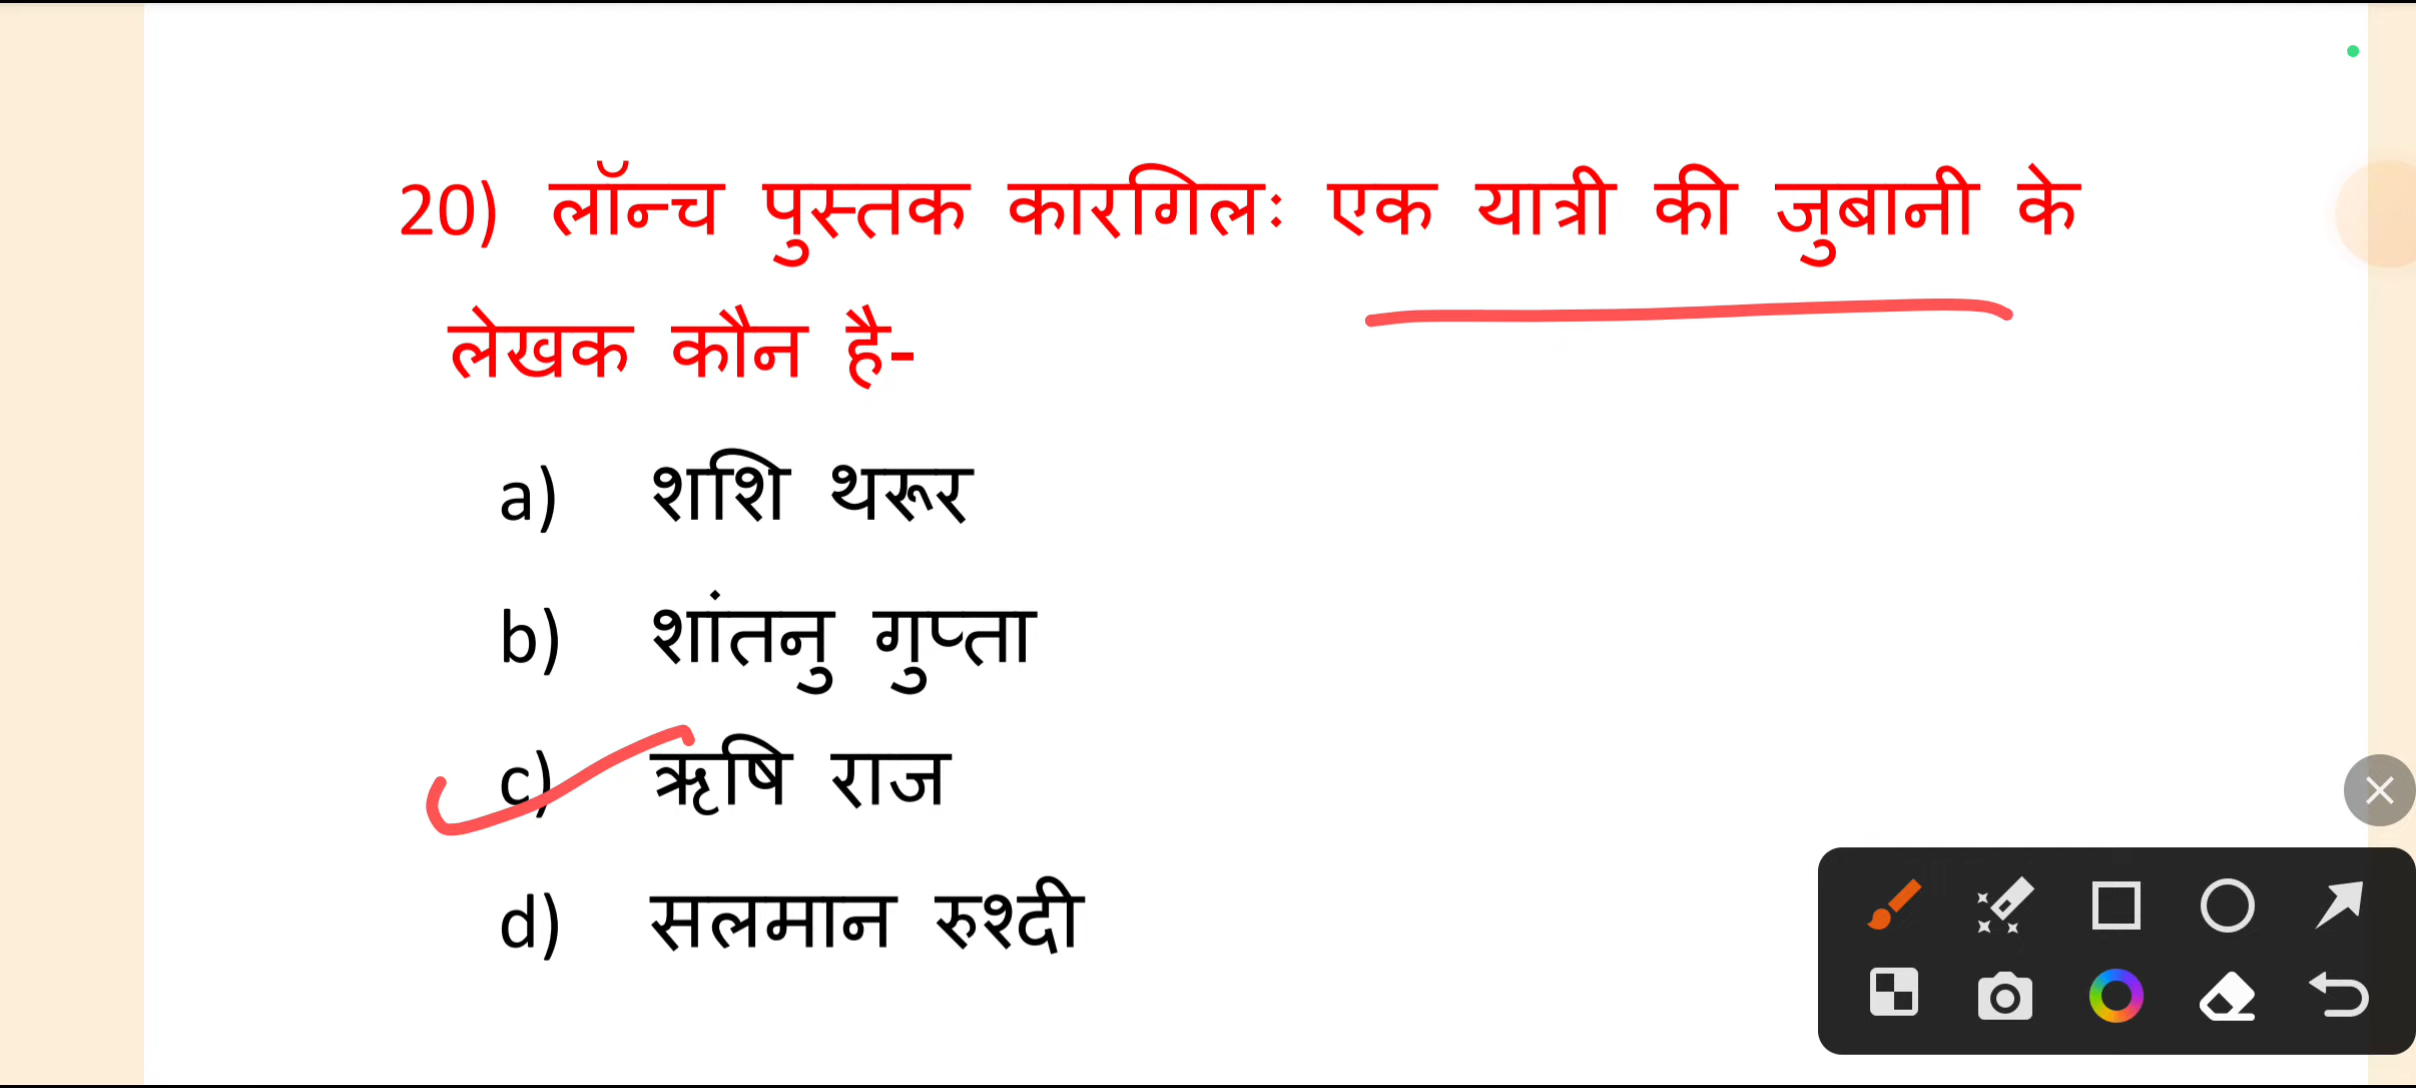 20) लॉन्च पुस्तक कारगिलः एक यात्री की जुबानी के
लेखक कौन है-
a) शशि थरूर
b) शांतनु गुप्ता
c) ऋषि राज
d) सलमान रुश्दी